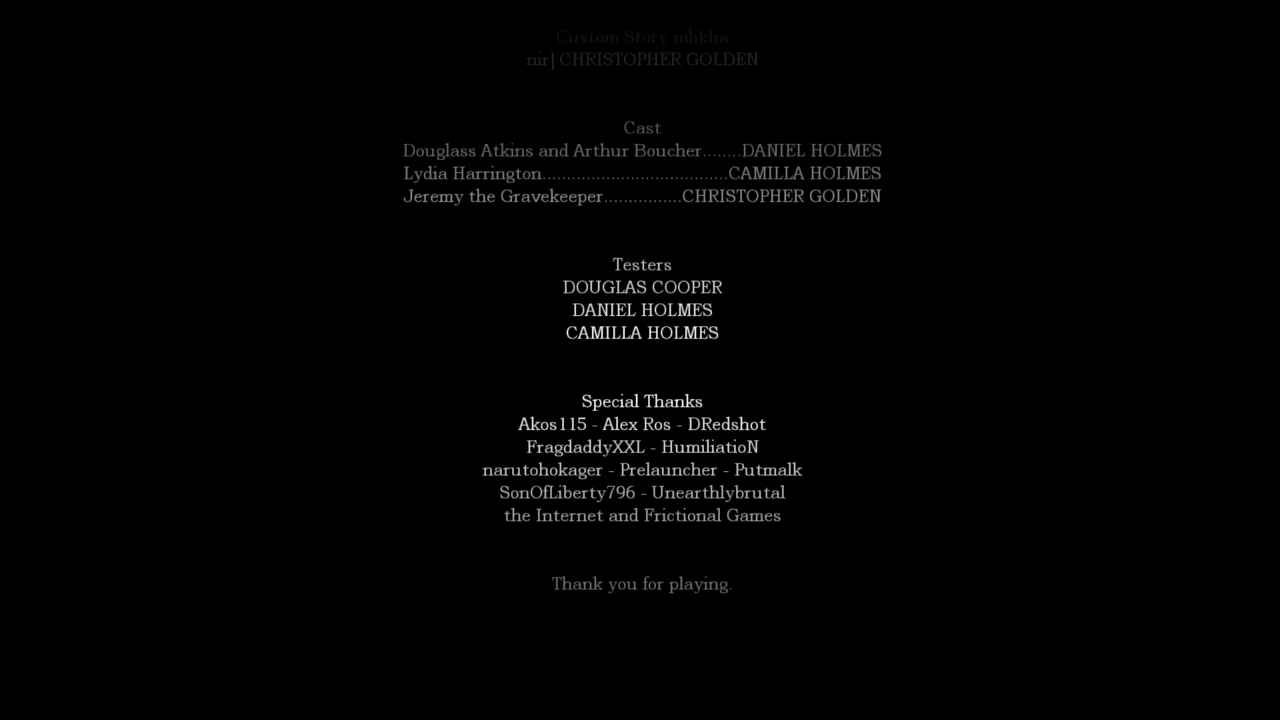 Custom Story nilikha
nir] CHRISTOPHER GOLDEN
Cast
Douglass Atkins and Arthur Boucher........DANIEL HOLMES
Lydia Harrington......................................CAMILLA HOLMES
Jeremy the Gravekeeper................CHRISTOPHER GOLDEN
Testers
DOUGLAS COOPER
DANIEL HOLMES
CAMILLA HOLMES
Special Thanks
Akos115 - Alex Ros - DRedshot
FragdaddyXXL - HumiliatioN
narutohokager - Prelauncher - Putmalk
SonOfLiberty796 - Unearthlybrutal
the Internet and Frictional Games
Thank you for playing.